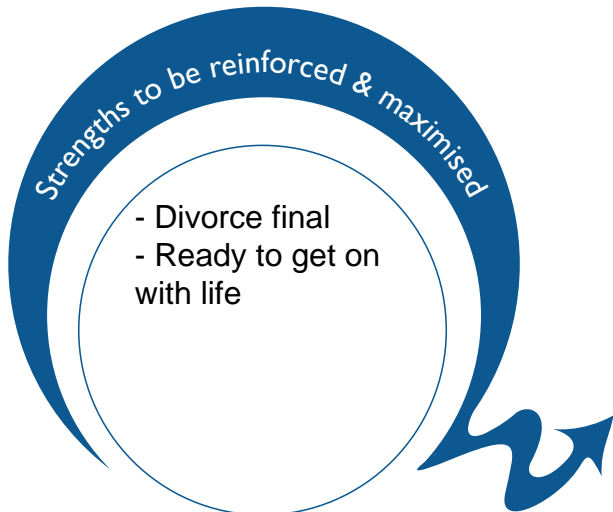 Strengths to be reinforced & maximised
- Divorce final
- Ready to get on
with life